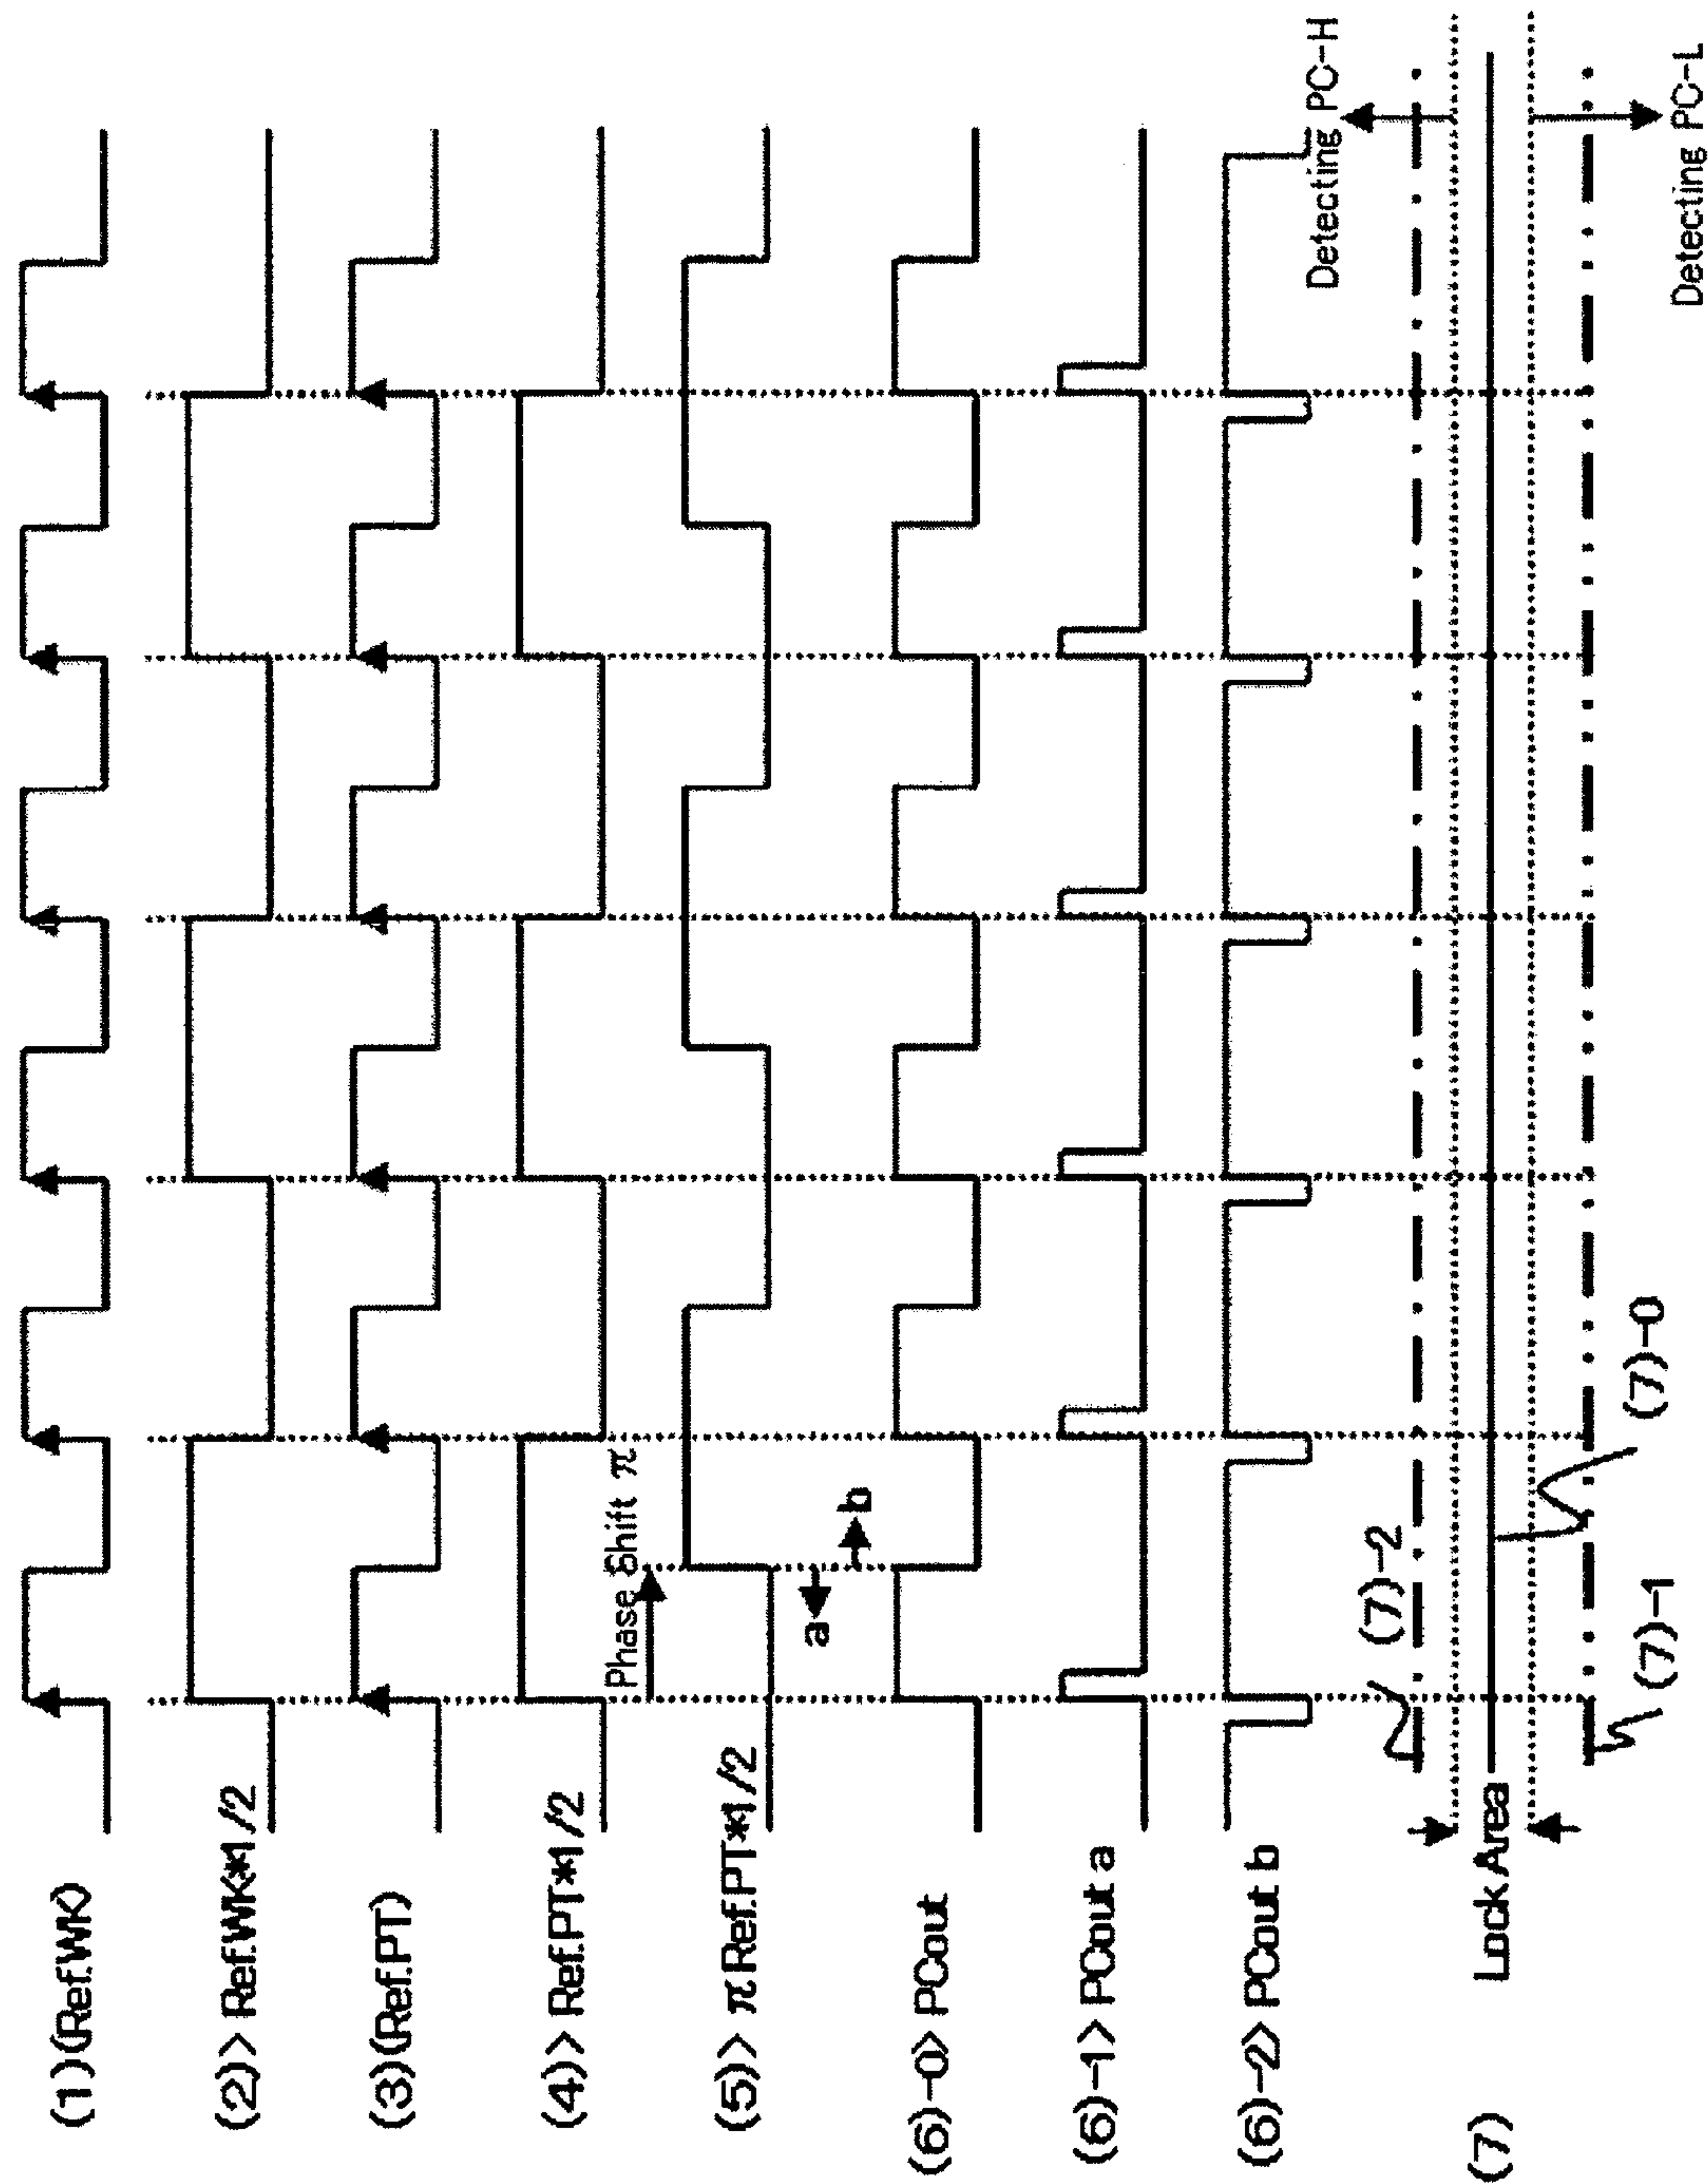 (1)(Ref.WK)
(2)> Ref.WK*1/2
(3)(Ref.PT)
(4)> Ref.PT*1/2
Phase Shift π
(5)> π Ref.PT*1/2
a
b
(6)-0> PCout
(6)-1> PCout a
(6)-2> PCout b
Detecting PC-H
(7)-2
(7)
Lock Area
(7)-1
(7)-0
Detecting PC-L